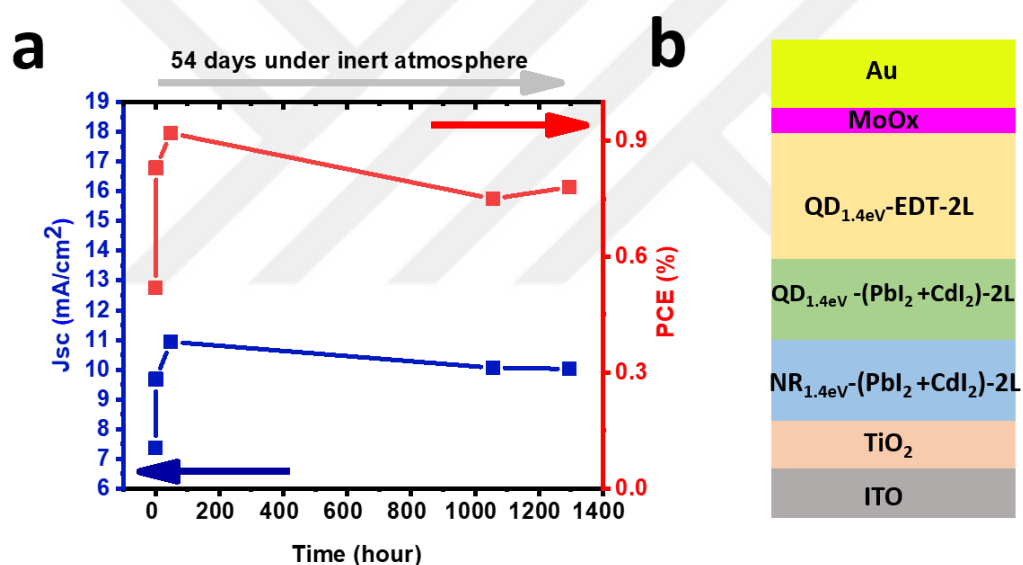 a
54 days under inert atmosphere
19
18
17
16
15
14
13
12
11
10
9
8
7
6
Jsc (mA/cm²)
0.9
0.6
0.3
0.0
PCE (%)
0 200 400 600 800 1000 1200 1400
Time (hour)
b
Au
MoOx
QD₁.₄ₑV-EDT-2L
QD₁.₄ₑV -(PbI₂ +CdI₂)-2L
NR₁.₄ₑV-(PbI₂ +CdI₂)-2L
TiO₂
ITO